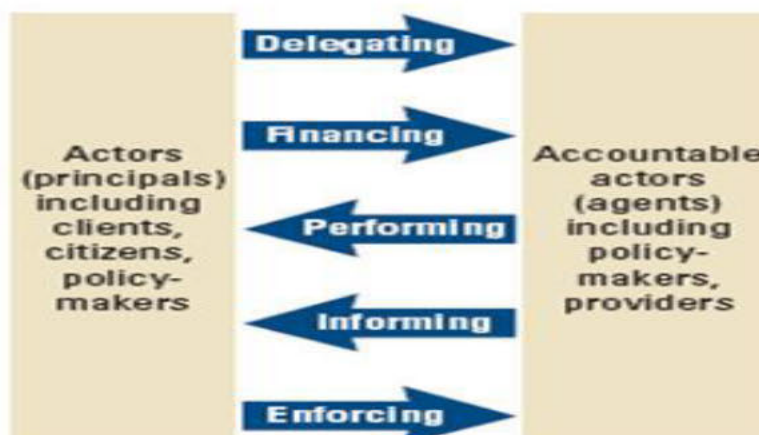 Delegating
Financing
Actors
(principals)
including
clients,
citizens,
policy-
makers
Performing
Informing
Enforcing
Accountable
actors
(agents)
including
policy-
makers,
providers